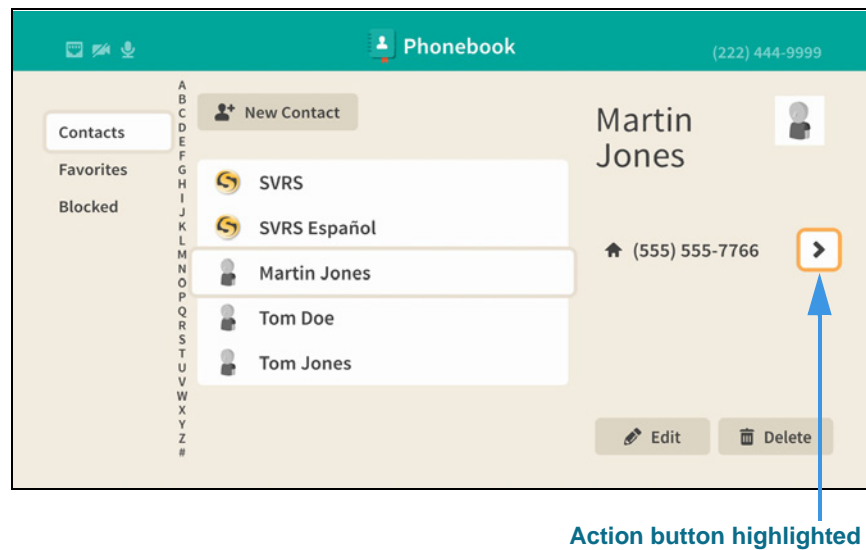 Phonebook
(222) 444-9999
Contacts
Favorites
Blocked
A
B
C
D
E
F
G
H
I
J
K
L
M
N
O
P
Q
R
S
T
U
V
W
X
Y
Z
#
New Contact
SVRS
SVRS Español
Martin Jones
Tom Doe
Tom Jones
Martin
Jones
(555) 555-7766
Edit
Delete
Action button highlighted